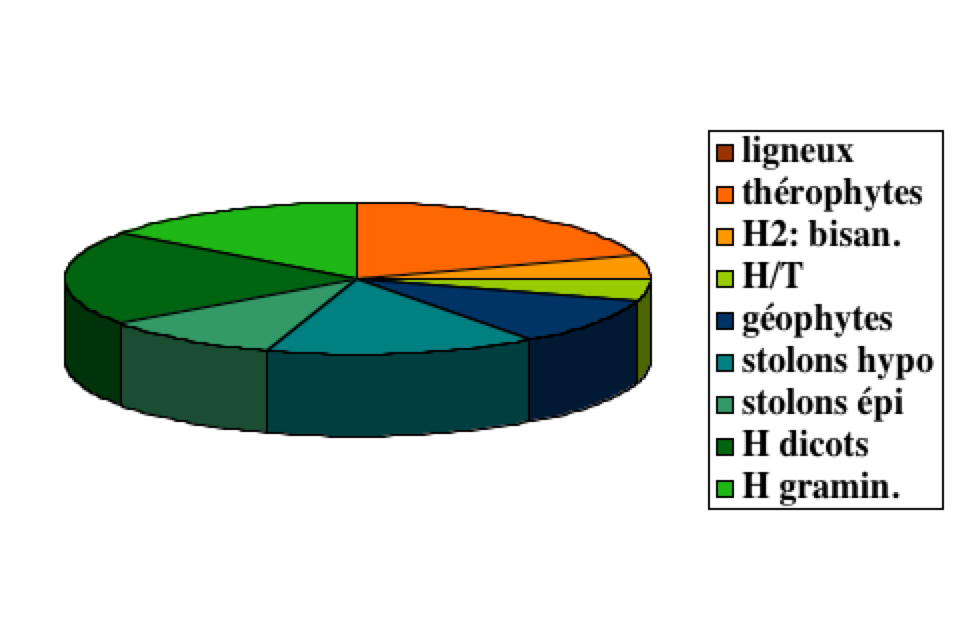 ligneux
thérophytes
H2: bisan.
H/T
géophytes
stolons hypo
stolons épi
H dicots
H gramin.